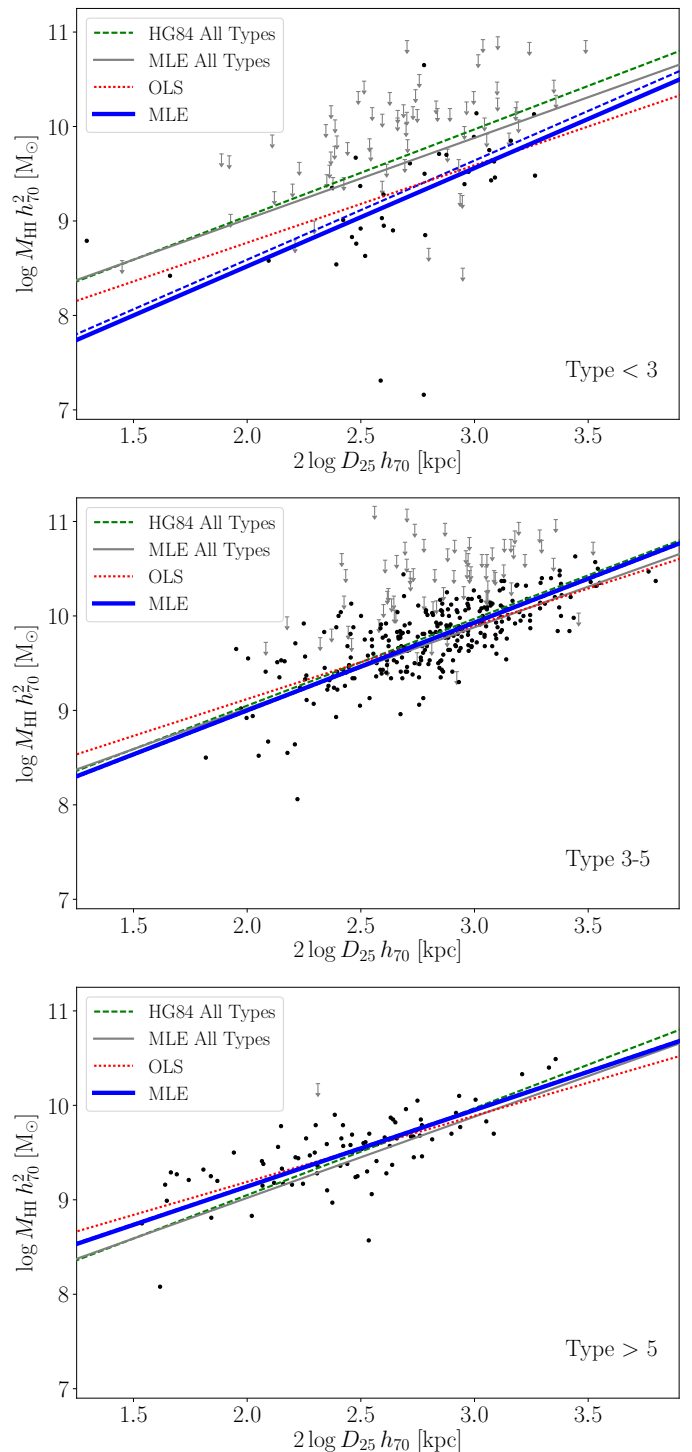 11
10
9
8
7
log M_HI h_70^2 [M_⊙]
HG84 All Types
MLE All Types
OLS
MLE
Type < 3
1.5 2.0 2.5 3.0 3.5
2 log D_25 h_70 [kpc]
11
10
9
8
7
log M_HI h_70^2 [M_⊙]
HG84 All Types
MLE All Types
OLS
MLE
Type 3-5
1.5 2.0 2.5 3.0 3.5
2 log D_25 h_70 [kpc]
11
10
9
8
7
log M_HI h_70^2 [M_⊙]
HG84 All Types
MLE All Types
OLS
MLE
Type > 5
1.5 2.0 2.5 3.0 3.5
2 log D_25 h_70 [kpc]